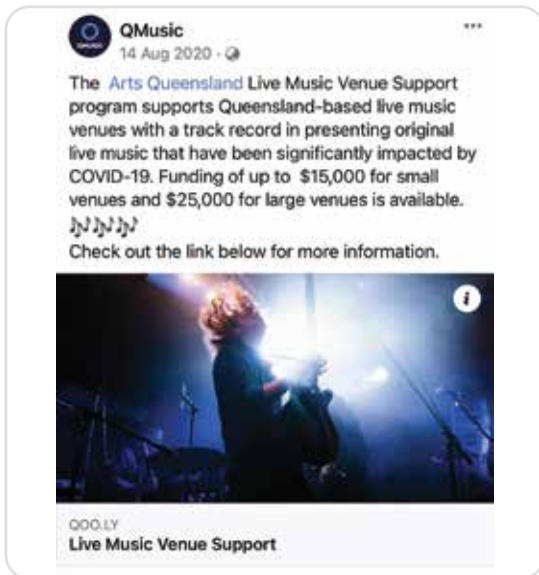 QMusic
14 Aug 2020 ·
The Arts Queensland Live Music Venue Support
program supports Queensland-based live music
venues with a track record in presenting original
live music that have been significantly impacted by
COVID-19. Funding of up to $15,000 for small
venues and $25,000 for large venues is available.
🎶🎶🎶
Check out the link below for more information.
QOO.LY
Live Music Venue Support